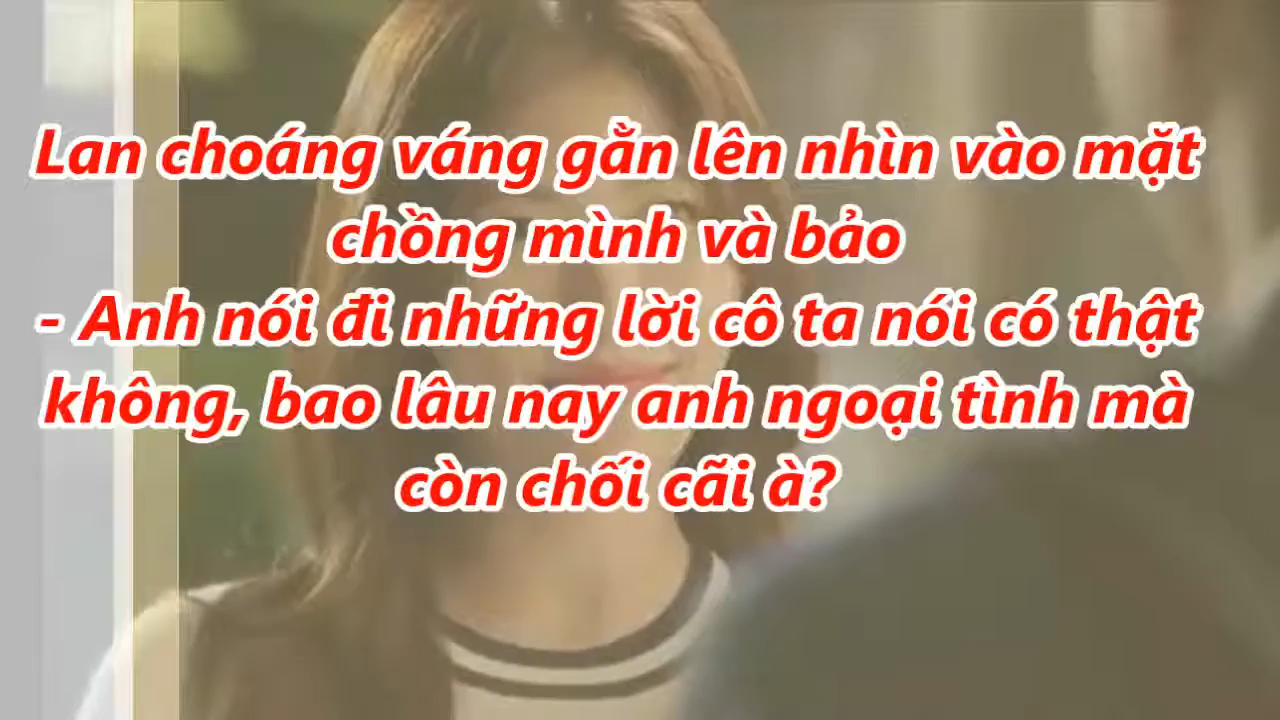 Lan choáng váng gằn lên nhìn vào mặt
chồng mình và bảo
- Anh nói đi những lời cô ta nói có thật
không, bao lâu nay anh ngoại tình mà
còn chối cãi à?